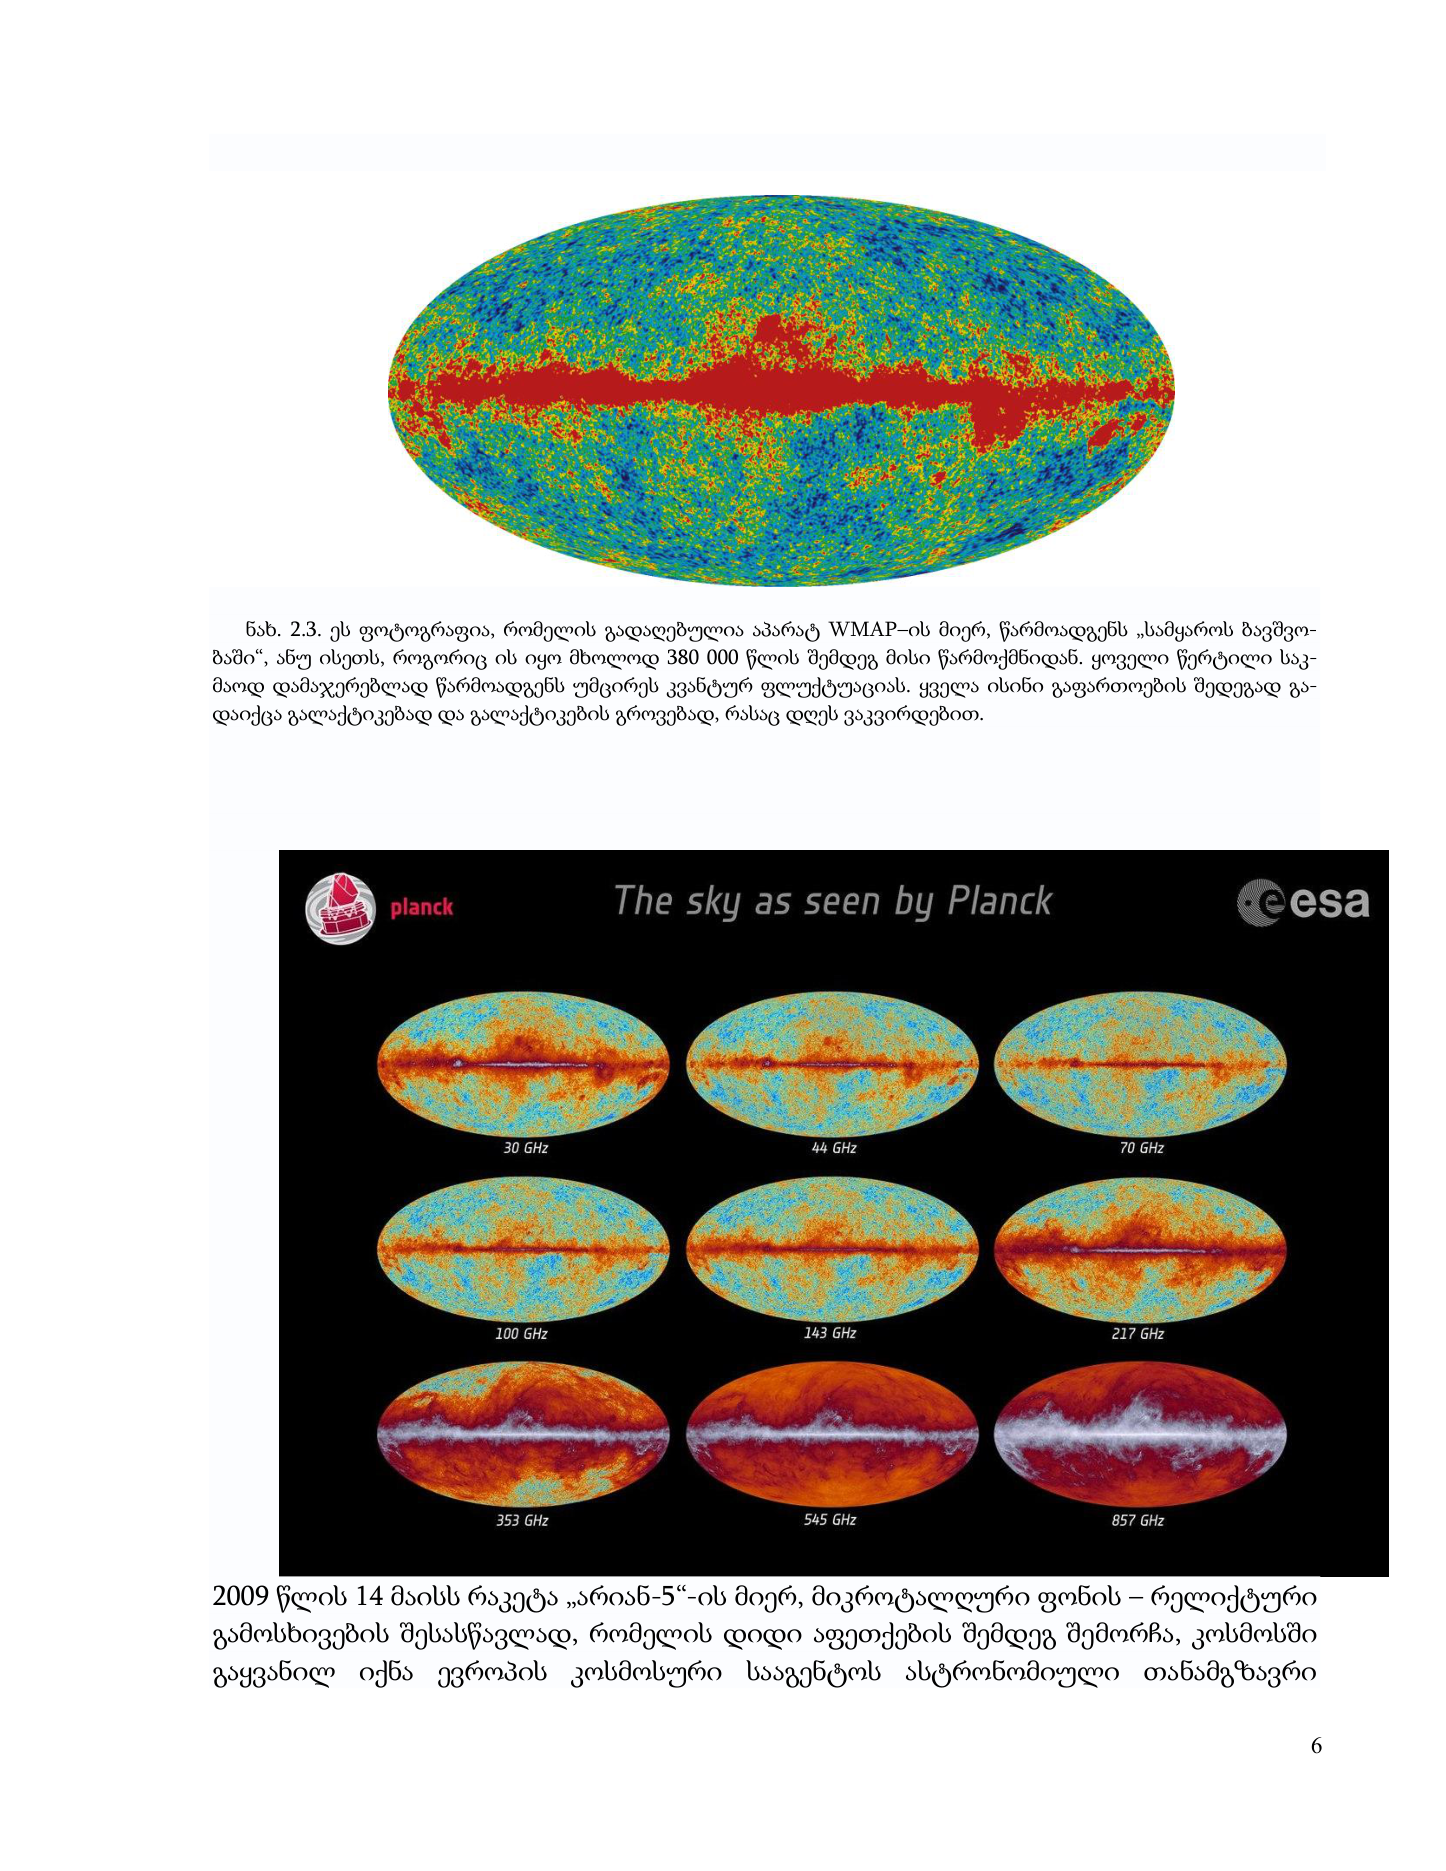 ნახ. 2.3. ეს ფოტოგრაფია, რომელის გადაღებულია აპარატ WMAP–ის მიერ, წარმოადგენს „სამყაროს ბავშვო-
ბაში“, ანუ ისეთს, როგორიც ის იყო მხოლოდ 380 000 წლის შემდეგ მისი წარმოქმნიდან. ყოველი წერტილი საკ-
მაოდ დამაჯერებლად წარმოადგენს უმცირეს კვანტურ ფლუქტუაციას. ყველა ისინი გაფართოების შედეგად გა-
დაიქცა გალაქტიკებად და გალაქტიკების გროვებად, რასაც დღეს ვაკვირდებით.
planck
The sky as seen by Planck
esa
30 GHz
44 GHz
70 GHz
100 GHz
143 GHz
217 GHz
353 GHz
545 GHz
857 GHz
2009 წლის 14 მაისს რაკეტა „არიან-5“-ის მიერ, მიკროტალღური ფონის – რელიქტური
გამოსხივების შესასწავლად, რომელის დიდი აფეთქების შემდეგ შემორჩა, კოსმოსში
გაყვანილ იქნა ევროპის კოსმოსური სააგენტოს ასტრონომიული თანამგზავრი
6